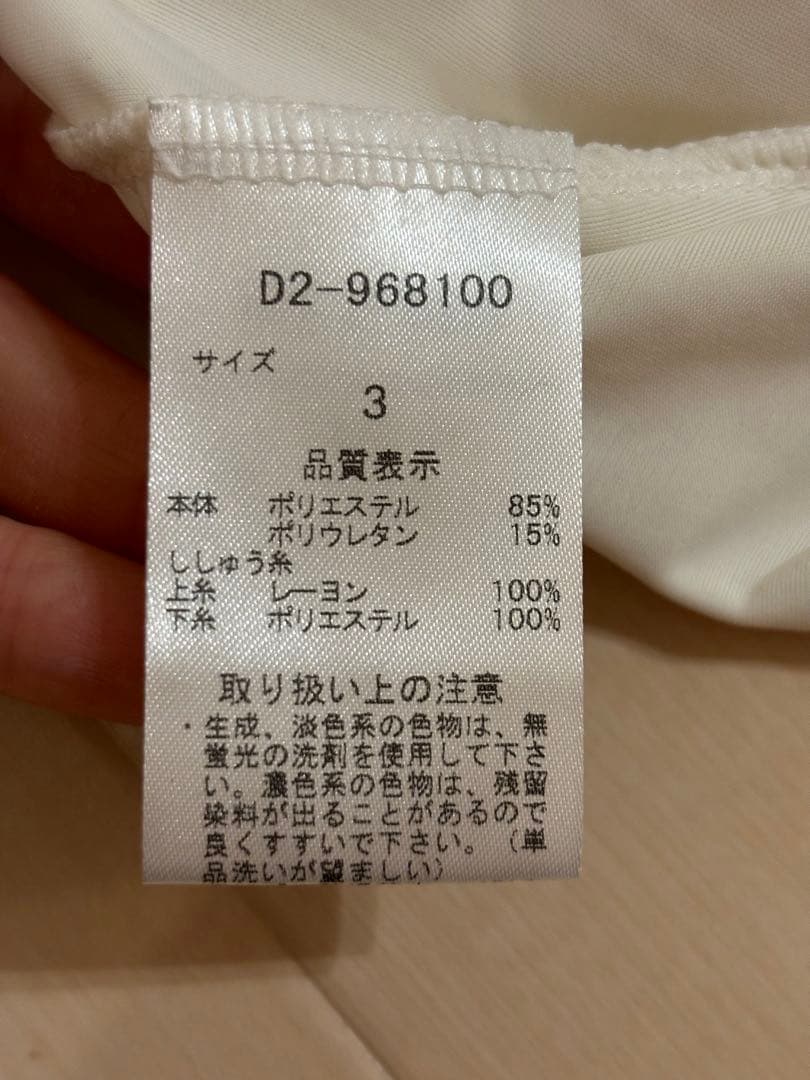 D2-968100
サイズ
3
品質表示
本体 ポリエステル 85%
ポリウレタン 15%
ししゅう糸
上糸 レーヨン 100%
下糸 ポリエステル 100%
取り扱い上の注意
・生成、淡色系の色物は、無
蛍光の洗剤を使用して下さ
い。濃色系の色物は、残留
染料が出ることがあるので
良くすすいで下さい。（単
品洗いが望ましい）